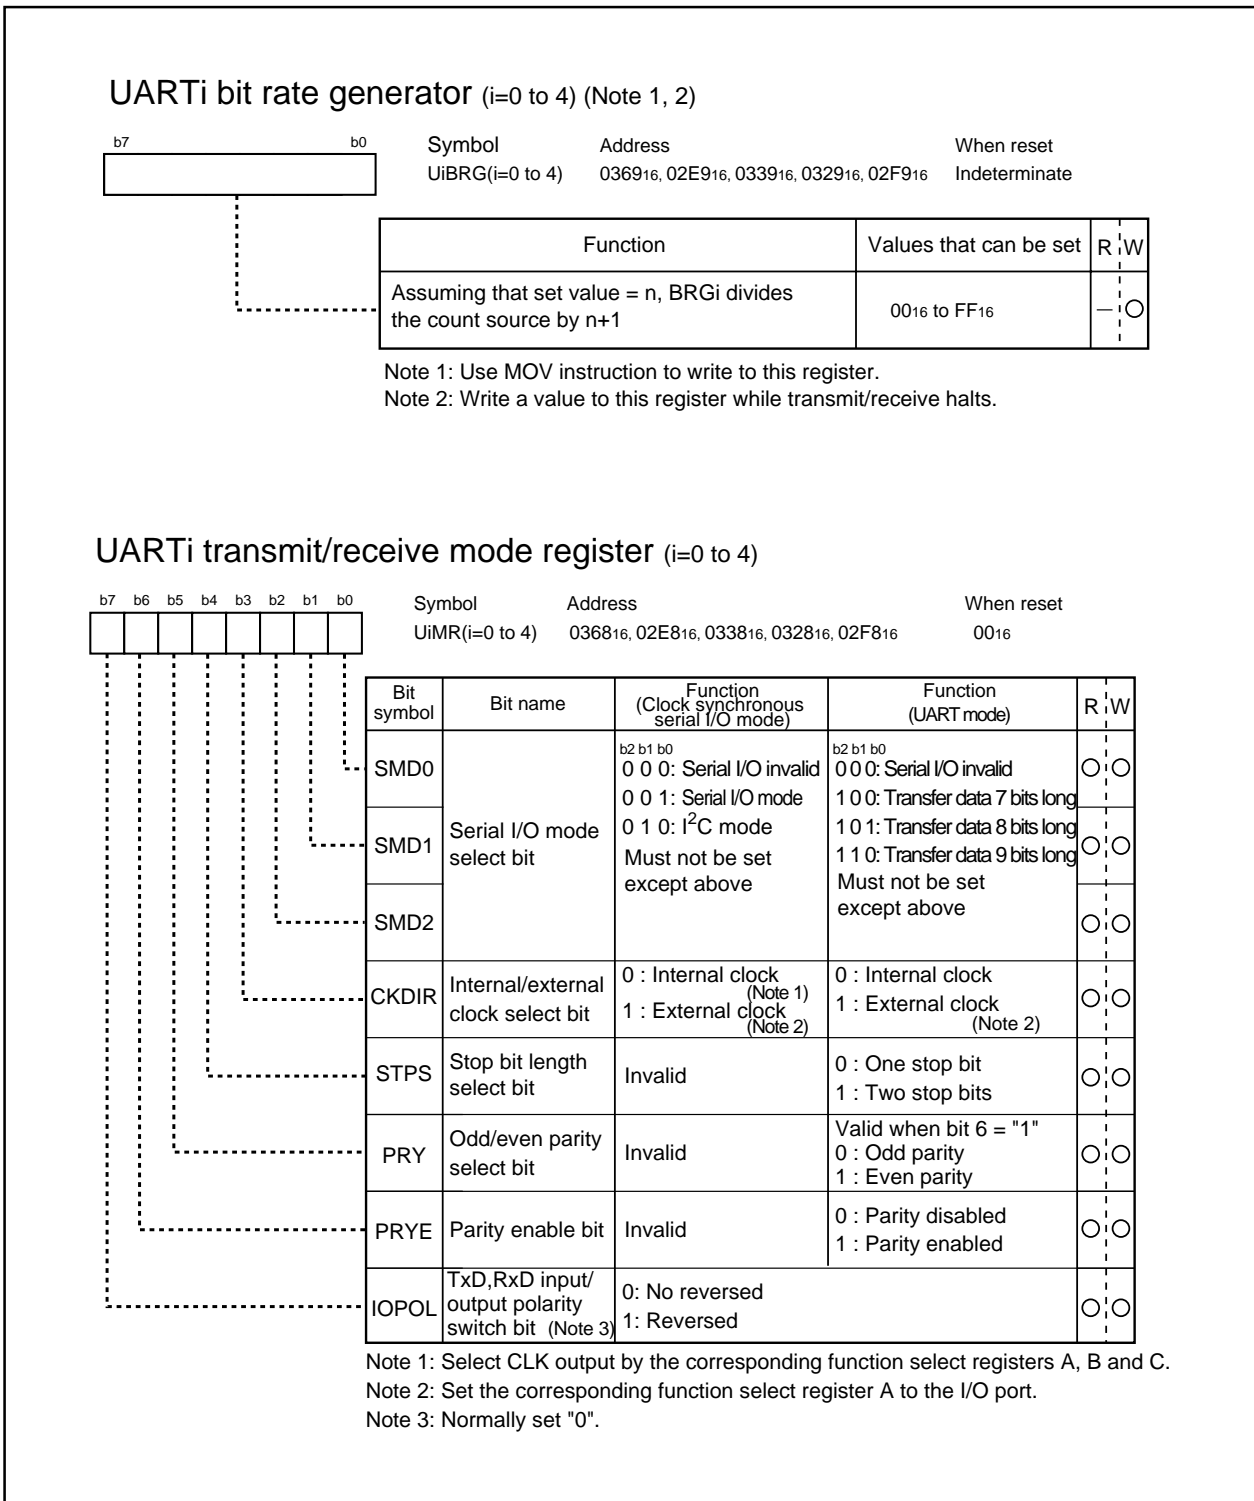 UARTi bit rate generator (i=0 to 4) (Note 1, 2)
b7 b0 Symbol Address When reset
UiBRG(i=0 to 4) 036916, 02E916, 033916, 032916, 02F916 Indeterminate
Function Values that can be set R W
Assuming that set value = n, BRGi divides
the count source by n+1
0016 to FF16 – ○
Note 1: Use MOV instruction to write to this register.
Note 2: Write a value to this register while transmit/receive halts.
UARTi transmit/receive mode register (i=0 to 4)
b7 b6 b5 b4 b3 b2 b1 b0 Symbol Address When reset
UiMR(i=0 to 4) 036816, 02E816, 033816, 032816, 02F816 0016
Bit
symbol
Bit name
Function
(Clock synchronous
serial I/O mode)
Function
(UART mode)
R W
SMD0
SMD1
SMD2
Serial I/O mode
select bit
b2 b1 b0
0 0 0: Serial I/O invalid
0 0 1: Serial I/O mode
0 1 0: I2C mode
Must not be set
except above
b2 b1 b0
0 0 0: Serial I/O invalid
1 0 0: Transfer data 7 bits long
1 0 1: Transfer data 8 bits long
1 1 0: Transfer data 9 bits long
Must not be set
except above
CKDIR
Internal/external
clock select bit
0 : Internal clock
(Note 1)
1 : External clock
(Note 2)
0 : Internal clock
1 : External clock
(Note 2)
STPS
Stop bit length
select bit
Invalid
0 : One stop bit
1 : Two stop bits
PRY
Odd/even parity
select bit
Invalid
Valid when bit 6 = "1"
0 : Odd parity
1 : Even parity
PRYE
Parity enable bit
Invalid
0 : Parity disabled
1 : Parity enabled
IOPOL
TxD,RxD input/
output polarity
switch bit (Note 3)
0: No reversed
1: Reversed
Note 1: Select CLK output by the corresponding function select registers A, B and C.
Note 2: Set the corresponding function select register A to the I/O port.
Note 3: Normally set "0".